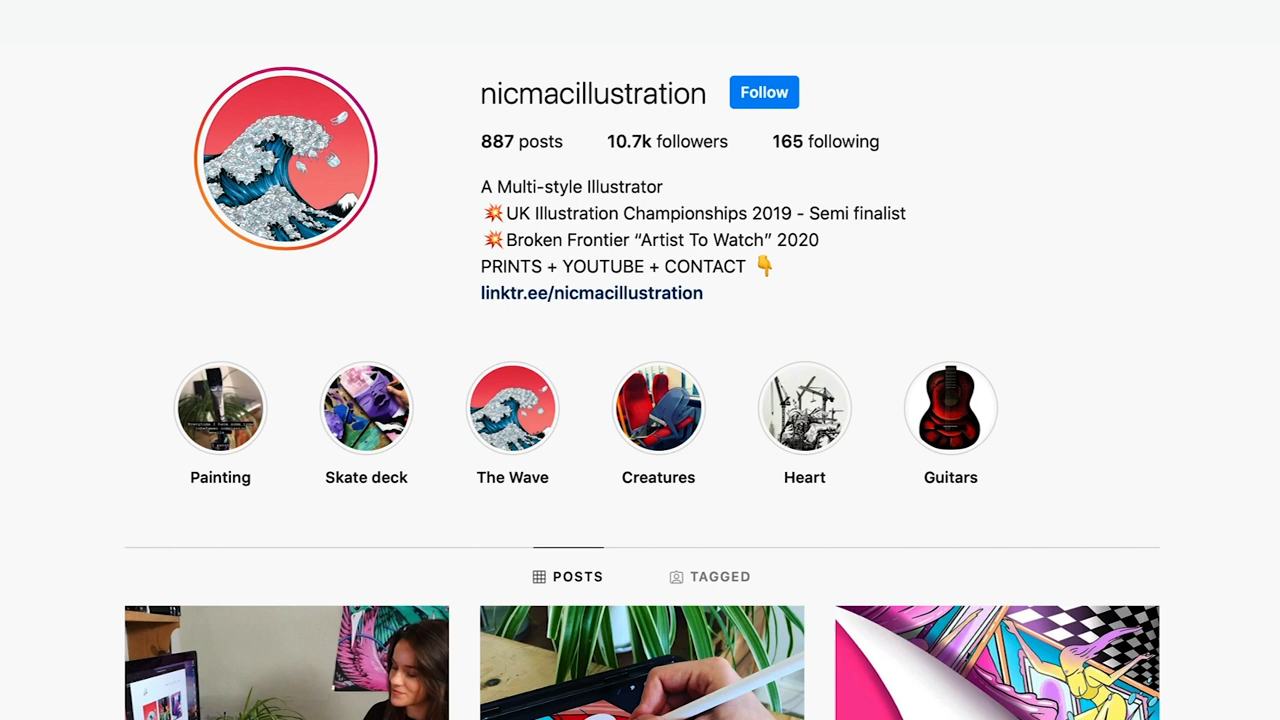 nicmacillustration Follow
887 posts 10.7k followers 165 following
A Multi-style Illustrator
💥UK Illustration Championships 2019 - Semi finalist
💥Broken Frontier “Artist To Watch” 2020
PRINTS + YOUTUBE + CONTACT 👇
linktr.ee/nicmacillustration
Painting Skate deck The Wave Creatures Heart Guitars
POSTS TAGGED